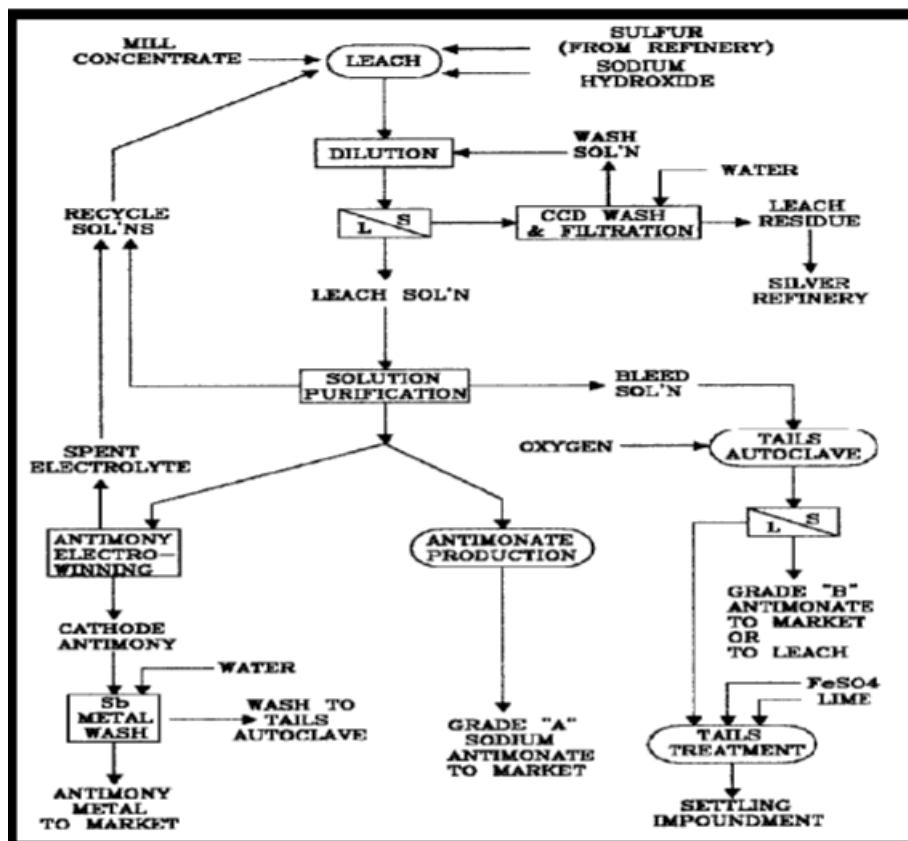 MILL
CONCENTRATE
LEACH
SULFUR
(FROM REFINERY)
SODIUM
HYDROXIDE
DILUTION
WASH
SOL'N
WATER
RECYCLE
SOL'NS
L S
CCD WASH
& FILTRATION
LEACH
RESIDUE
LEACH SOL'N
SILVER
REFINERY
SOLUTION
PURIFICATION
BLEED
SOL'N
SPENT
ELECTROLYTE
OXYGEN
TAILS
AUTOCLAVE
L S
ANTIMONY
ELECTRO-
WINNING
ANTIMONATE
PRODUCTION
GRADE "B"
ANTIMONATE
TO MARKET
OR
TO LEACH
CATHODE
ANTIMONY
WATER
Sb
METAL
WASH
WASH TO
TAILS
AUTOCLAVE
FeSO4
LIME
GRADE "A"
SODIUM
ANTIMONATE
TO MARKET
TAILS
TREATMENT
ANTIMONY
METAL
TO MARKET
SETTLING
IMPOUNDMENT